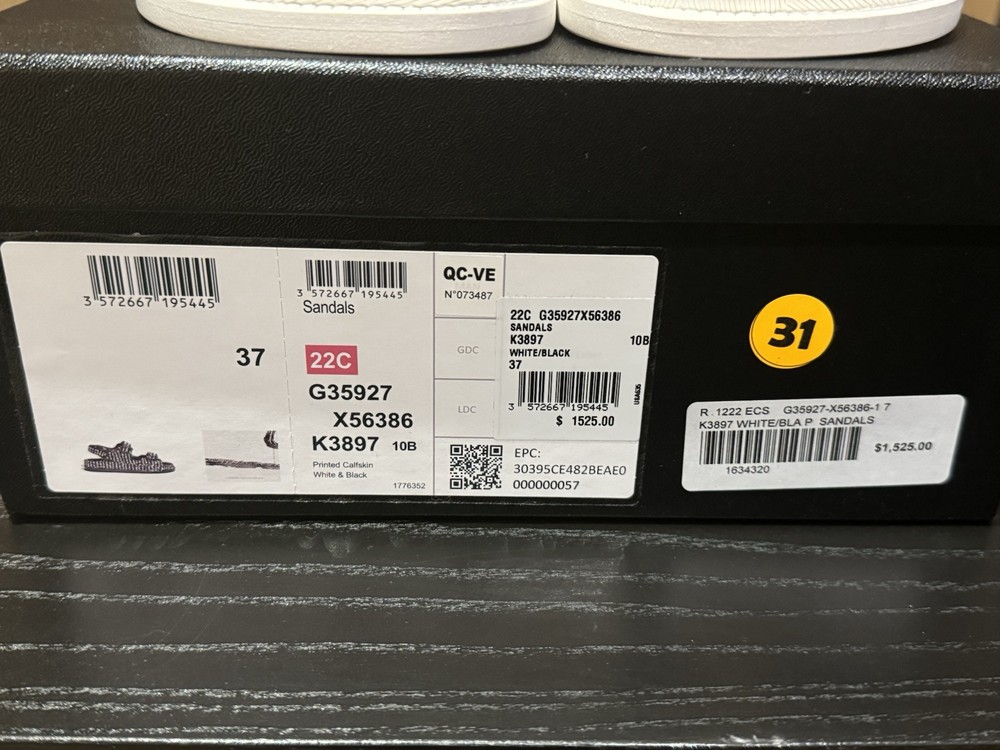 3 572667 195445
37
3 572667 195445
Sandals
22C
G35927
X56386
K3897 10B
Printed Calfskin
White & Black
1776352
QC-VE
N°073487
GDC
LDC
22C G35927X56386
SANDALS
K3897 10B
WHITE/BLACK
37
3 572667 195445
$ 1525.00
EPC:
30395CE482BEAE0
000000057
31
R. 1222 ECS G35927-X56386-1 7
K3897 WHITE/BLA P SANDALS
$1,525.00
1634320